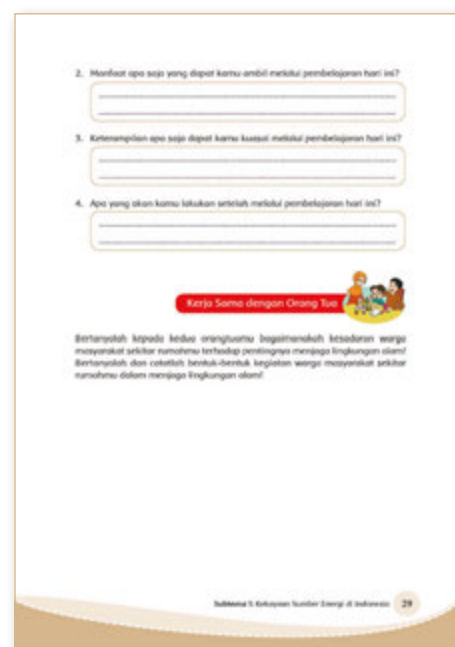 2. Manfaat apa saja yang dapat kamu ambil melalui pembelajaran hari ini?
3. Keterampilan apa saja dapat kamu kuasai melalui pembelajaran hari ini?
4. Apa yang akan kamu lakukan setelah melalui pembelajaran hari ini?
Kerja Sama dengan Orang Tua
Bertanyalah kepada kedua orangtuamu bagaimanakah kesadaran warga
masyarakat sekitar rumahmu terhadap pentingnya menjaga lingkungan alam!
Bertanyalah dan catatlah bentuk-bentuk kegiatan warga masyarakat sekitar
rumahmu dalam menjaga lingkungan alam!
Subtema 1: Kekayaan Sumber Energi di Indonesia 29